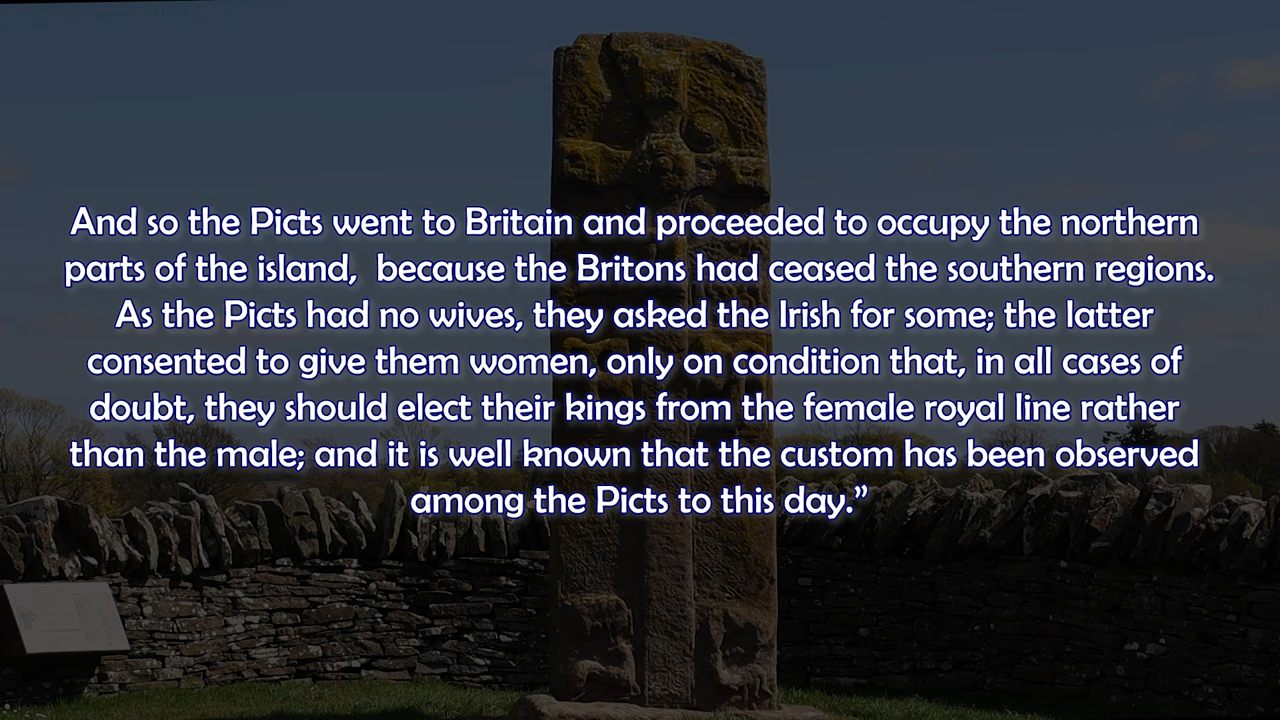 And so the Picts went to Britain and proceeded to occupy the northern
parts of the island,  because the Britons had ceased the southern regions.
As the Picts had no wives, they asked the Irish for some; the latter
consented to give them women, only on condition that, in all cases of
doubt, they should elect their kings from the female royal line rather
than the male; and it is well known that the custom has been observed
among the Picts to this day.”